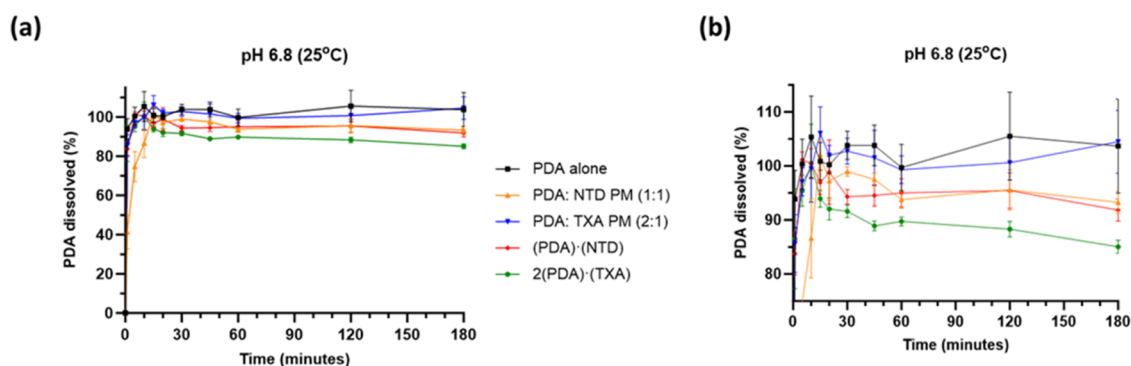 (a)
pH 6.8 (25°C)
PDA dissolved (%)
100
80
60
40
20
0
0 30 60 90 120 150 180
Time (minutes)
PDA alone
PDA: NTD PM (1:1)
PDA: TXA PM (2:1)
(PDA)·(NTD)
2(PDA)·(TXA)
(b)
pH 6.8 (25°C)
PDA dissolved (%)
110
100
90
80
0 30 60 90 120 150 180
Time (minutes)